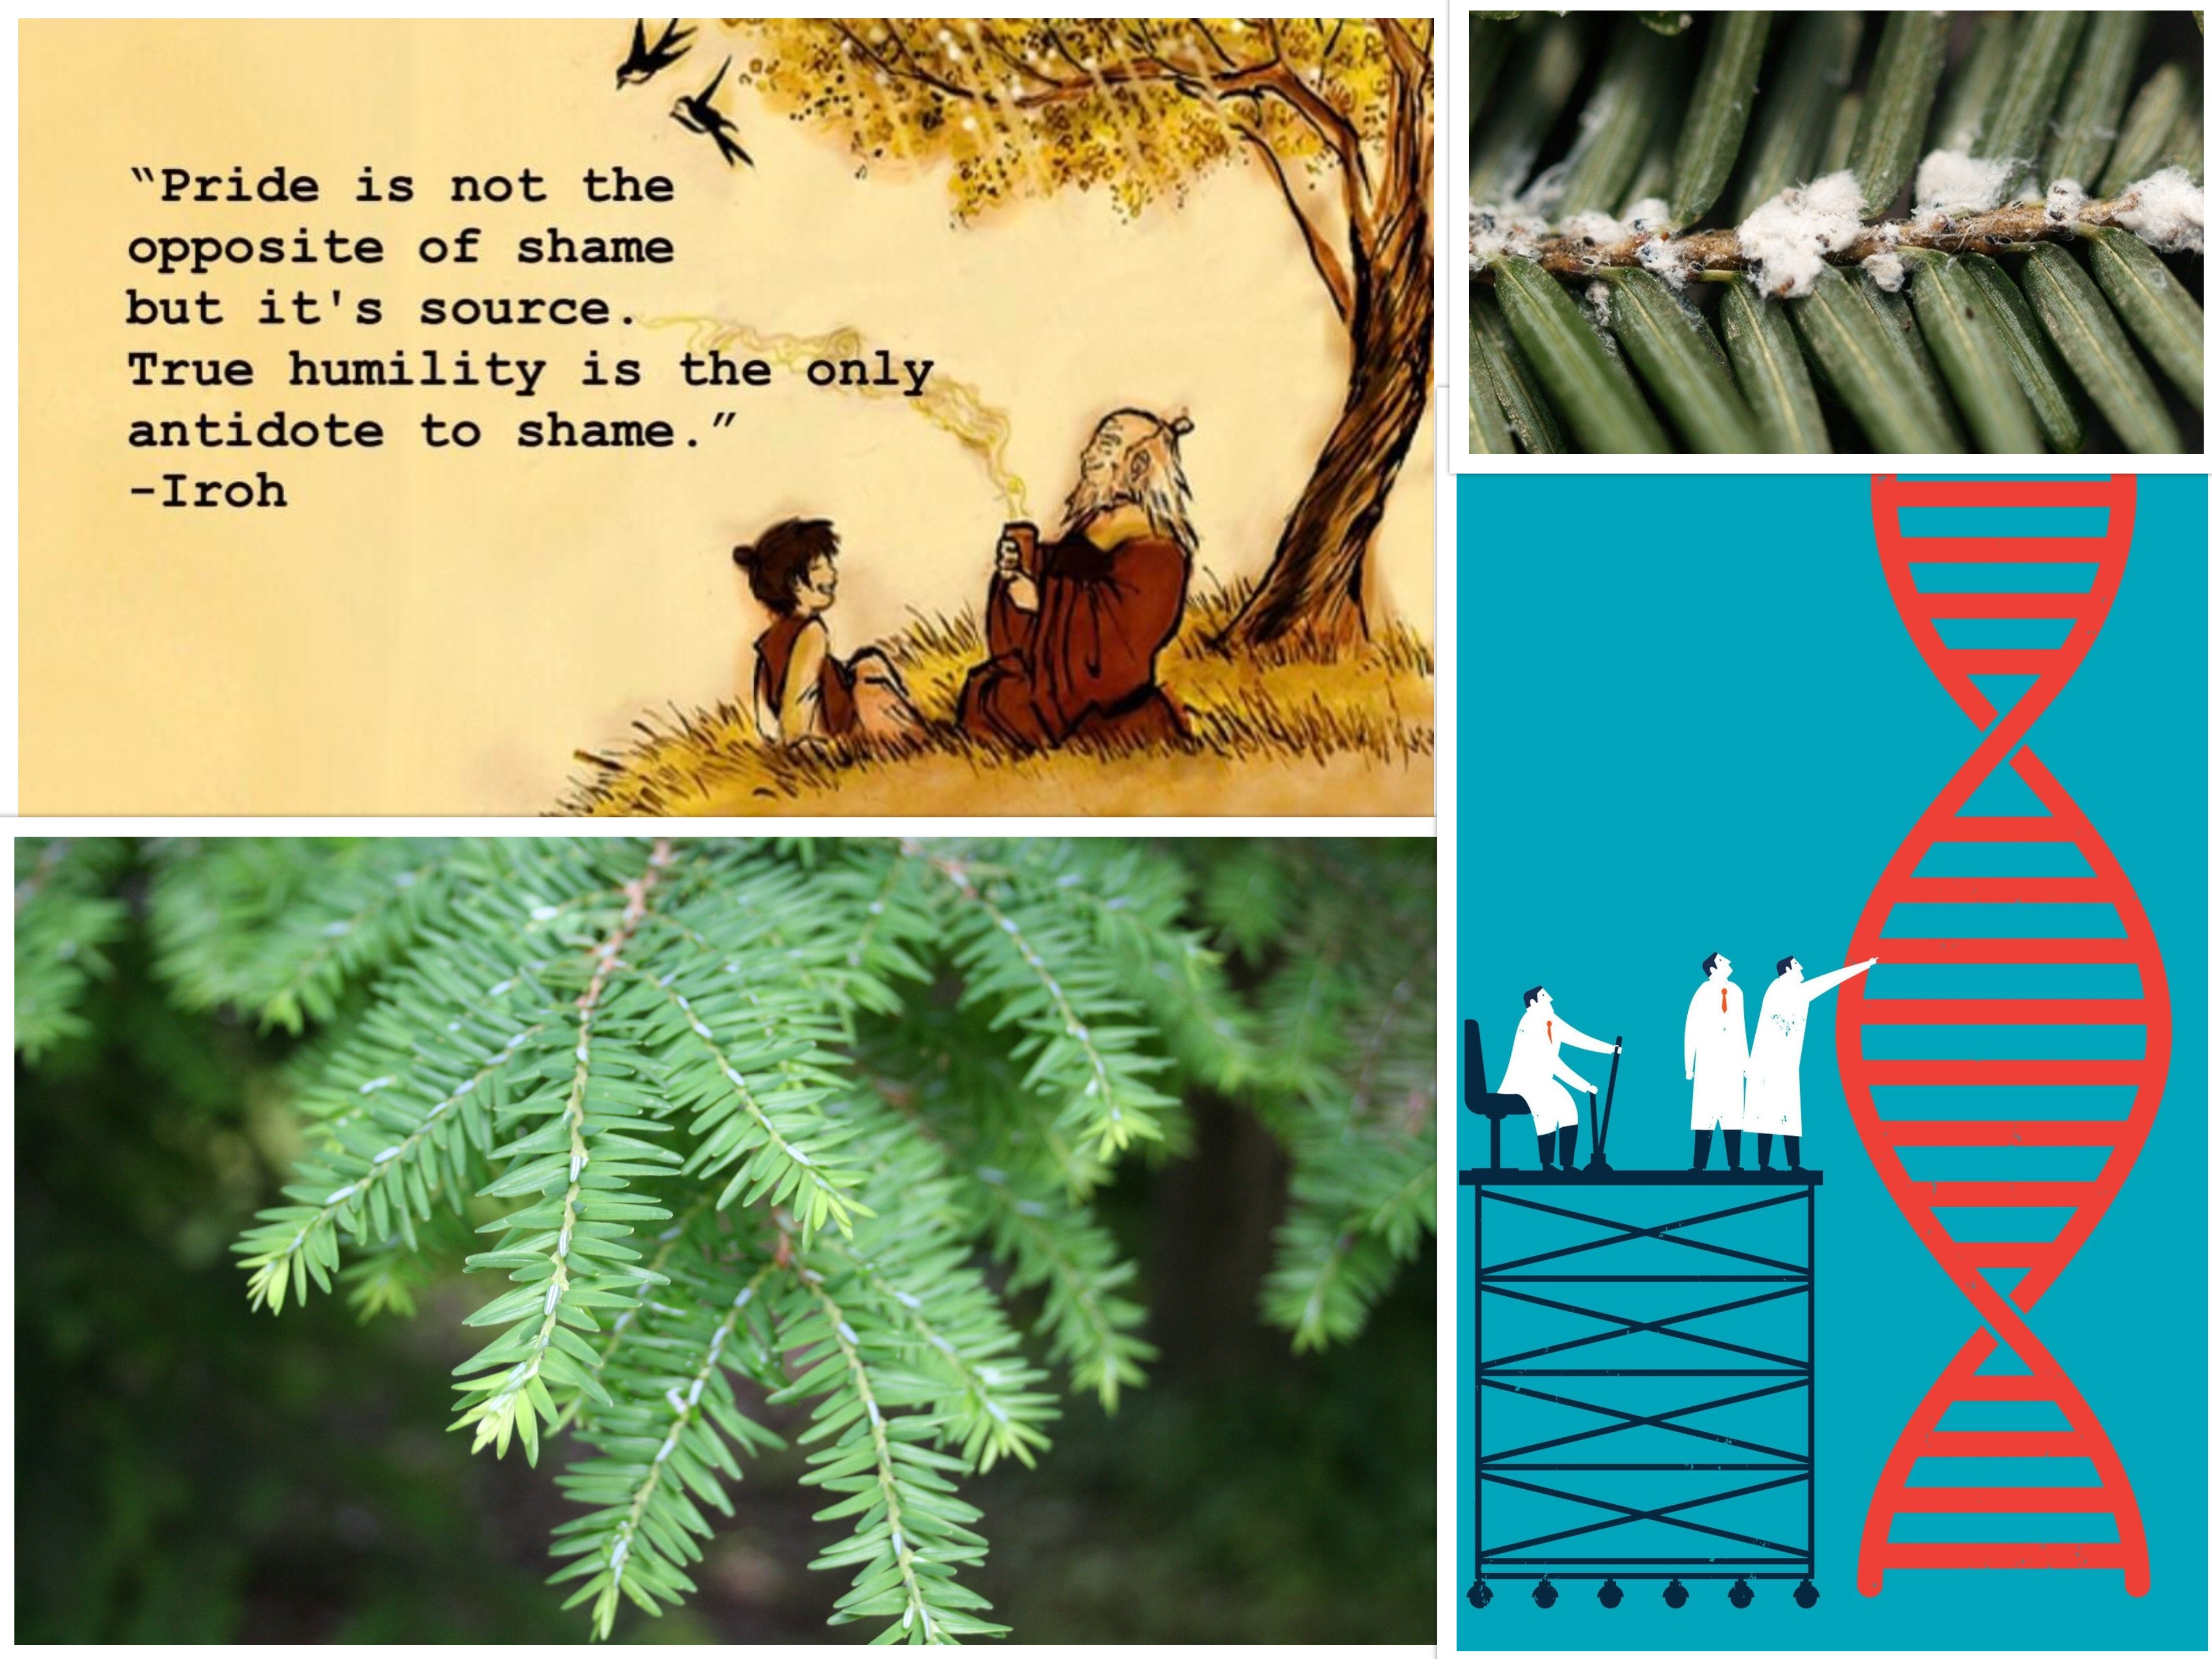 “Pride is not the
opposite of shame
but it's source.
True humility is the only
antidote to shame.”
-Iroh